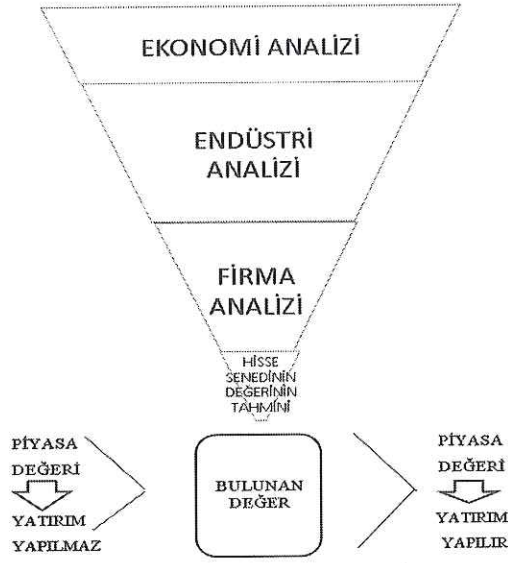 EKONOMİ ANALİZİ
ENDÜSTRİ
ANALİZİ
FİRMA
ANALİZİ
HİSSE
SENEDİNİN
DEĞERİNİN
TAHMİNİ
PİYASA
DEĞERİ
YATIRIM
YAPILMAZ
BULUNAN
DEĞER
PİYASA
DEĞERİ
YATIRIM
YAPILIR